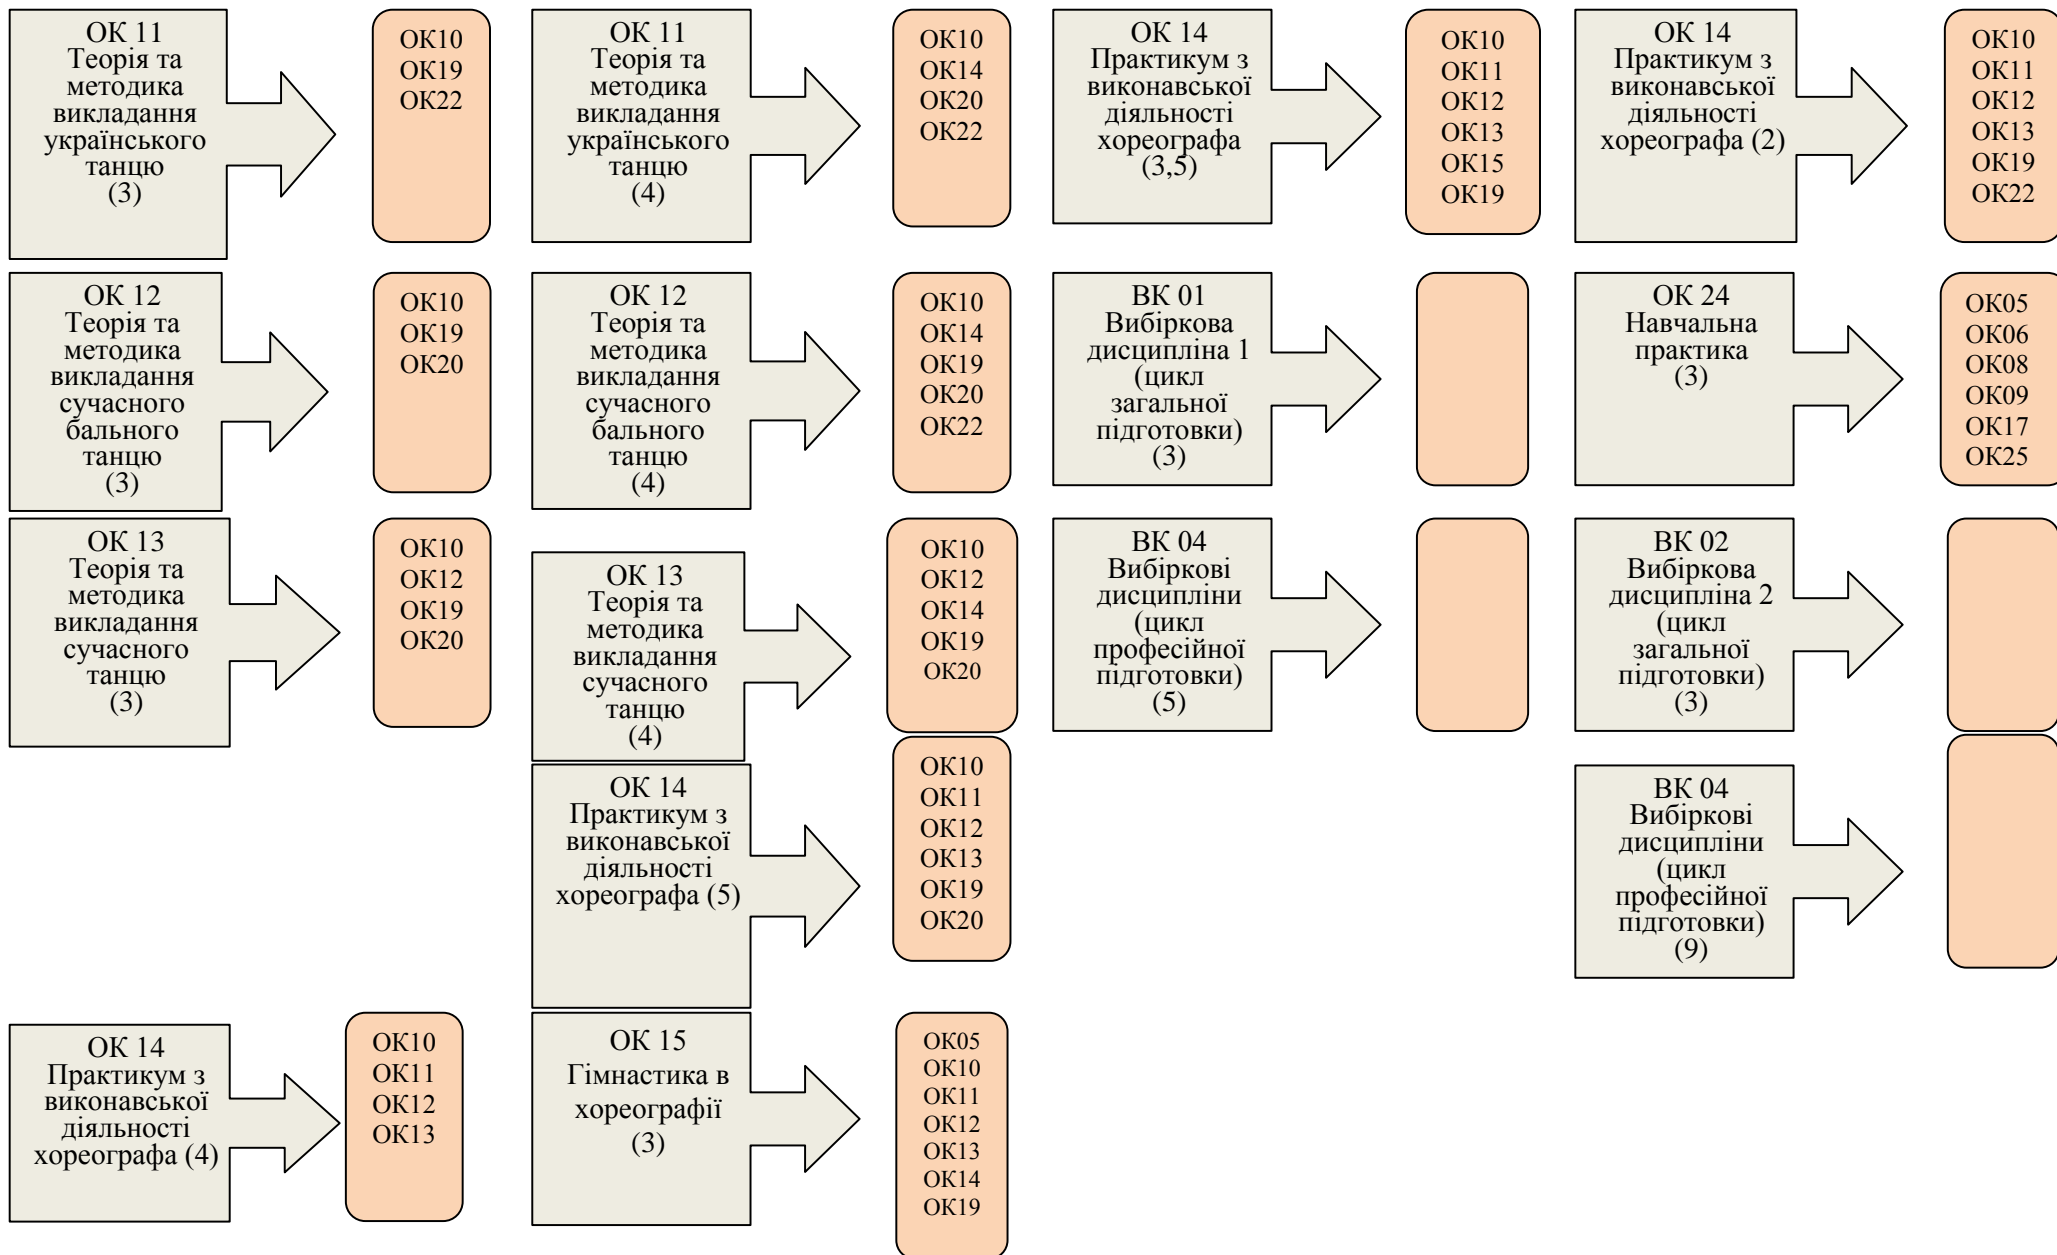 ОК 11
Теорія та
методика
викладання
українського
танцю
(3)
ОК10
ОК19
ОК22
ОК 11
Теорія та
методика
викладання
українського
танцю
(4)
ОК10
ОК14
ОК20
ОК22
ОК 14
Практикум з
виконавської
діяльності
хореографа
(3,5)
ОК10
ОК11
ОК12
ОК13
ОК15
ОК19
ОК 14
Практикум з
виконавської
діяльності
хореографа (2)
ОК10
ОК11
ОК12
ОК13
ОК19
ОК22
ОК 12
Теорія та
методика
викладання
сучасного
бального
танцю
(3)
ОК10
ОК19
ОК20
ОК 12
Теорія та
методика
викладання
сучасного
бального
танцю
(4)
ОК10
ОК14
ОК19
ОК20
ОК22
ВК 01
Вибіркова
дисципліна 1
(цикл
загальної
підготовки)
(3)
ОК 24
Навчальна
практика
(3)
ОК05
ОК06
ОК08
ОК09
ОК17
ОК25
ОК 13
Теорія та
методика
викладання
сучасного
танцю
(3)
ОК10
ОК12
ОК19
ОК20
ОК 13
Теорія та
методика
викладання
сучасного
танцю
(4)
ОК10
ОК12
ОК14
ОК19
ОК20
ВК 04
Вибіркові
дисципліни
(цикл
професійної
підготовки)
(5)
ВК 02
Вибіркова
дисципліна 2
(цикл
загальної
підготовки)
(3)
ОК 14
Практикум з
виконавської
діяльності
хореографа (5)
ОК10
ОК11
ОК12
ОК13
ОК19
ОК20
ВК 04
Вибіркові
дисципліни
(цикл
професійної
підготовки)
(9)
ОК 14
Практикум з
виконавської
діяльності
хореографа (4)
ОК10
ОК11
ОК12
ОК13
ОК 15
Гімнастика в
хореографії
(3)
ОК05
ОК10
ОК11
ОК12
ОК13
ОК14
ОК19